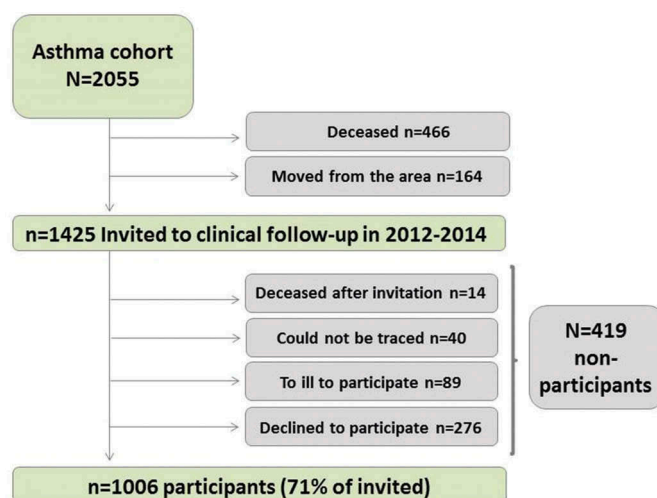 Asthma cohort
N=2055
Deceased n=466
Moved from the area n=164
n=1425 Invited to clinical follow-up in 2012-2014
Deceased after invitation n=14
Could not be traced n=40
To ill to participate n=89
Declined to participate n=276
N=419
non-
participants
n=1006 participants (71% of invited)